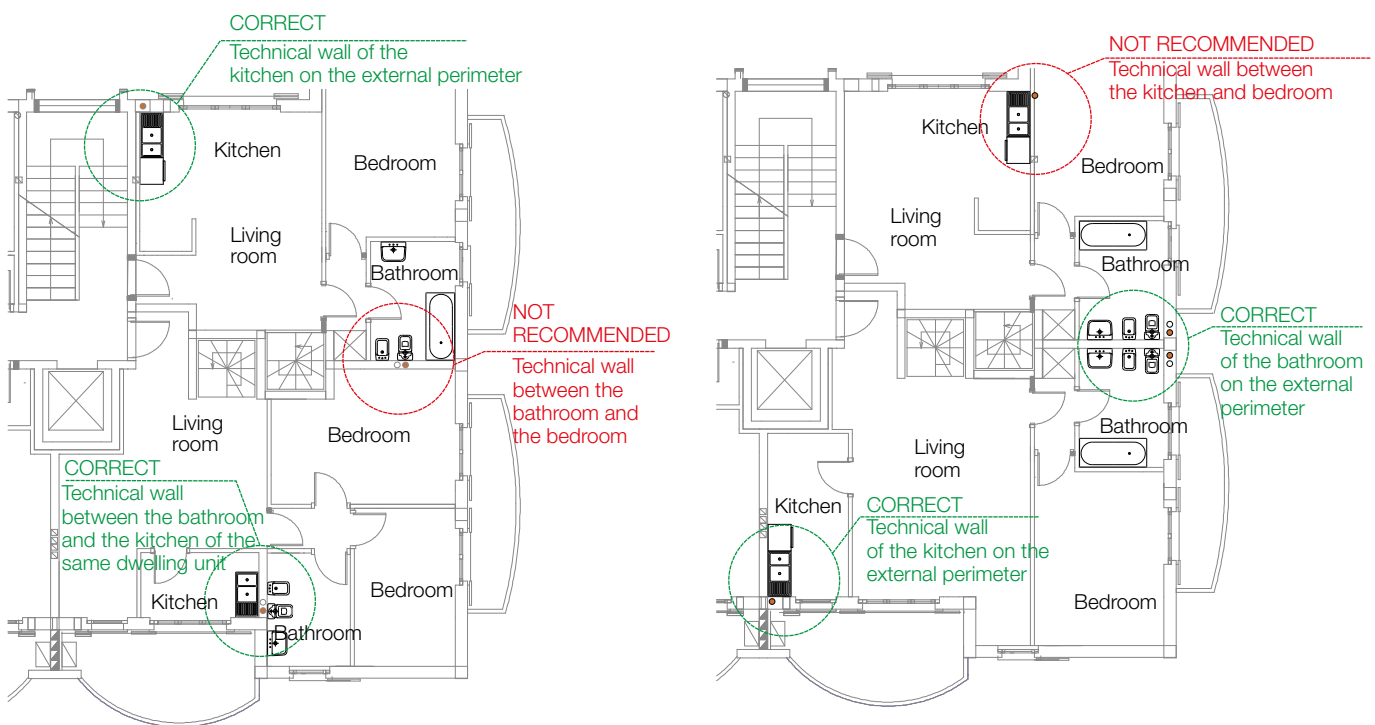 CORRECT
Technical wall of the
kitchen on the external perimeter
Kitchen
Bedroom
Living
room
Bathroom
NOT
RECOMMENDED
Technical wall
between the
bathroom and
the bedroom
Living
room
Bedroom
CORRECT
Technical wall
between the bathroom
and the kitchen of the
same dwelling unit
Kitchen
Bathroom
Bedroom
NOT RECOMMENDED
Technical wall between
the kitchen and bedroom
Kitchen
Bedroom
Living
room
Bathroom
CORRECT
Technical wall
of the bathroom
on the external
perimeter
Bathroom
Living
room
Kitchen
CORRECT
Technical wall
of the kitchen on the
external perimeter
Bedroom